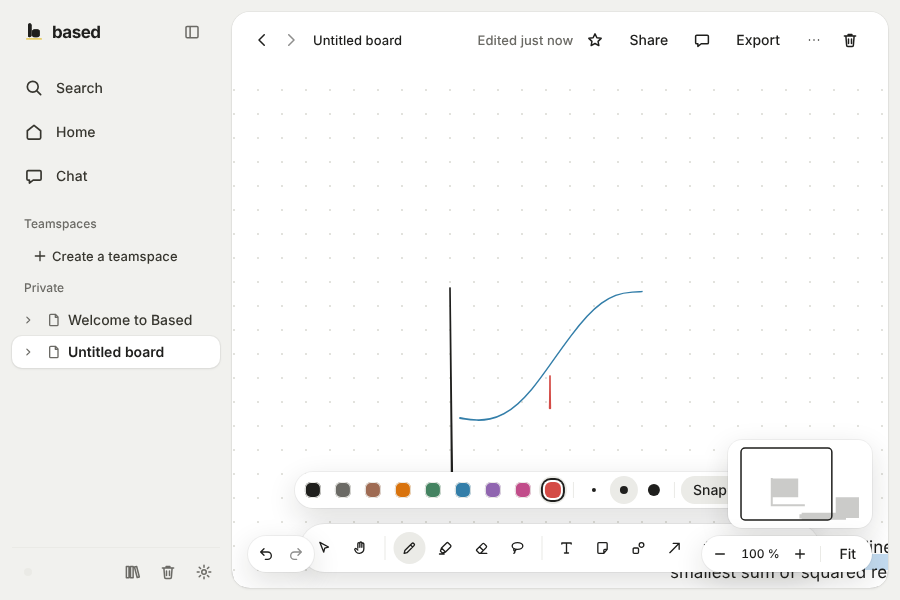 based
Untitled board
Edited just now
Share
Export
Search
Home
Chat
Teamspaces
Create a teamspace
Private
Welcome to Based
Untitled board
Snap
100 %
Fit
smallest sum of squared re